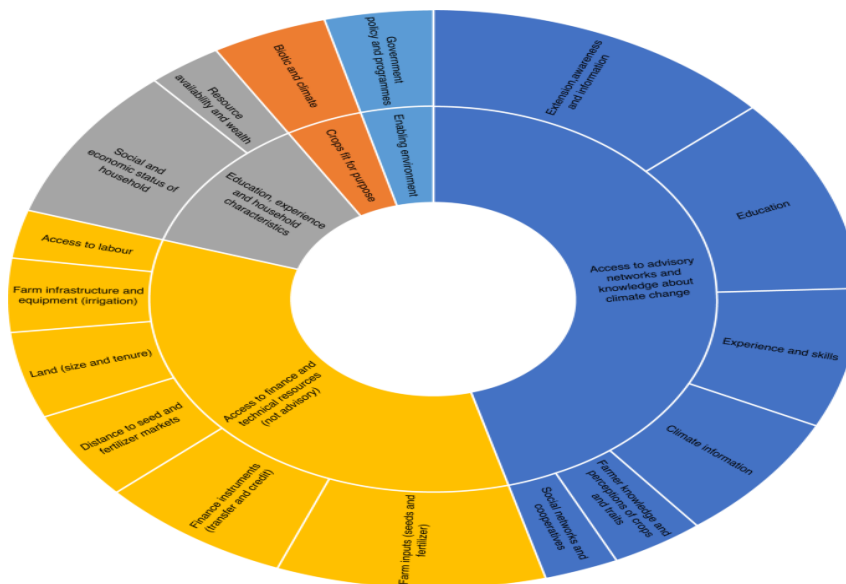 Extension,awareness
and information
Education
Experience and skills
Climate information
Farmer knowledge and
perceptions of crops
and traits
Social networks and
cooperatives
Farm inputs (seeds and
fertilizer)
Finance instruments
(transfer and credit)
Distance to seed and
fertilizer markets
Land (size and tenure)
Farm infrastructure and
equipment (irrigation)
Access to labour
Social and
economic status of
household
Resource
availability and wealth
Biotic and climate
Government
policy and programmes
Access to advisory
networks and
knowledge about
climate change
Access to finance and
technical resources
(not advisory)
Education, experience
and household
characteristics
Crops fit for purpose
Enabling environment